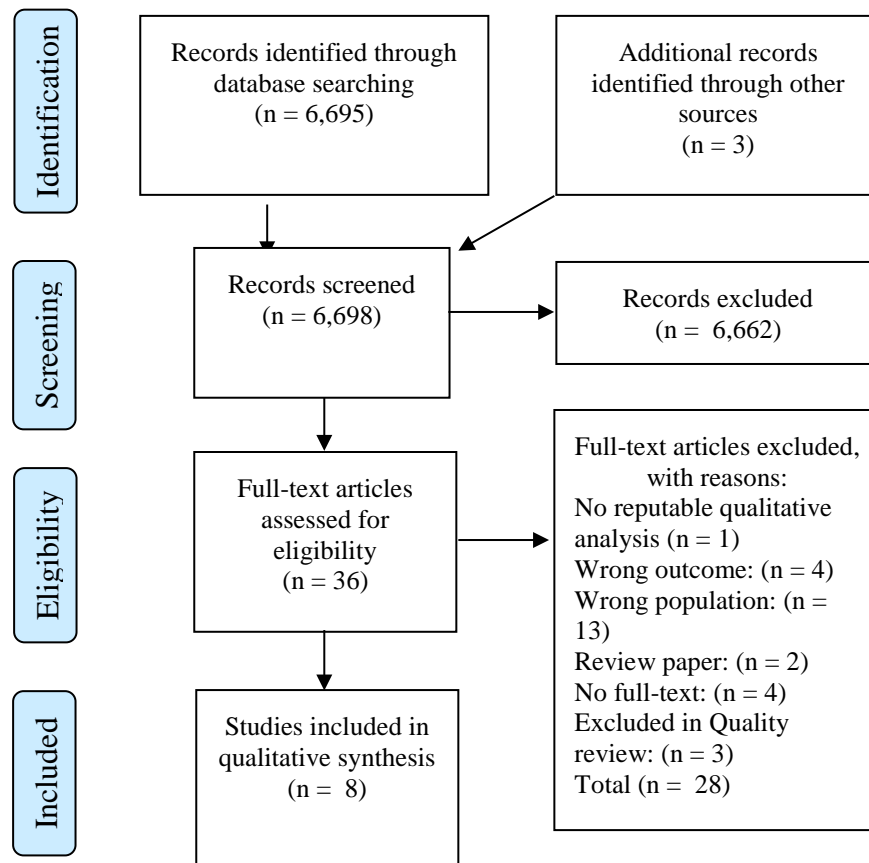 Identification
Records identified through
database searching
(n = 6,695)
Additional records
identified through other
sources
(n = 3)
Screening
Records screened
(n = 6,698)
Records excluded
(n = 6,662)
Eligibility
Full-text articles
assessed for
eligibility
(n = 36)
Full-text articles excluded,
with reasons:
No reputable qualitative
analysis (n = 1)
Wrong outcome: (n = 4)
Wrong population: (n =
13)
Review paper: (n = 2)
No full-text: (n = 4)
Excluded in Quality
review: (n = 3)
Total (n = 28)
Included
Studies included in
qualitative synthesis
(n = 8)